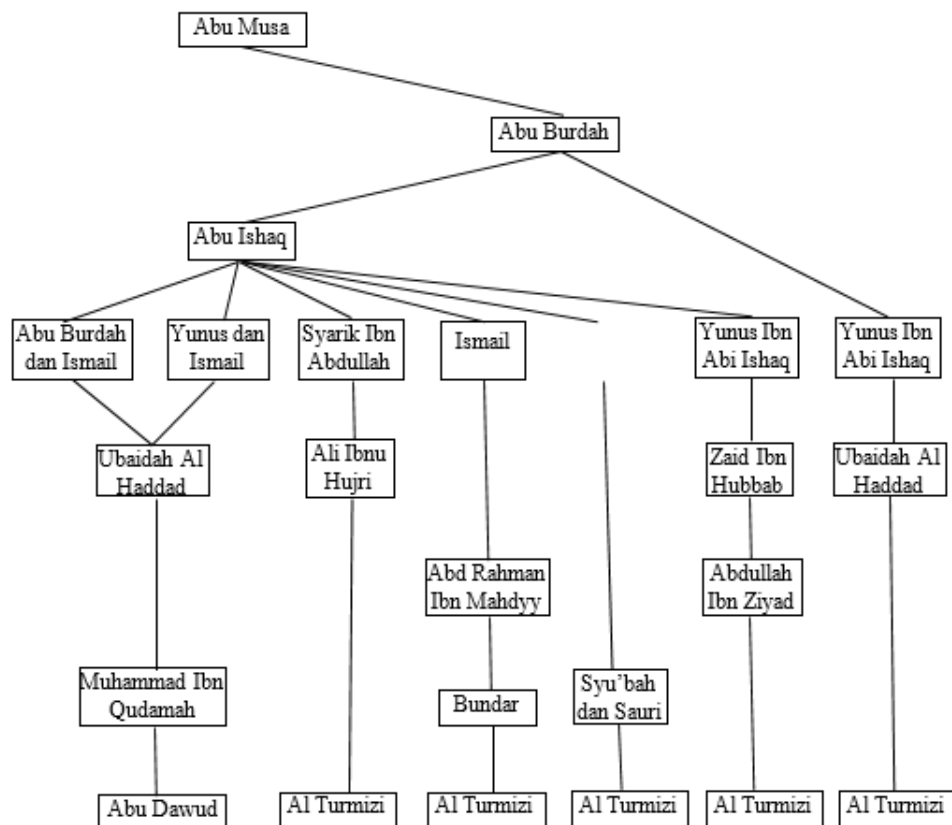 Abu Musa
Abu Burdah
Abu Ishaq
Abu Burdah
dan Ismail
Yunus dan
Ismail
Syarik Ibn
Abdullah
Ismail
Yunus Ibn
Abi Ishaq
Yunus Ibn
Abi Ishaq
Ubaidah Al
Haddad
Ali Ibnu
Hujri
Zaid Ibn
Hubbab
Ubaidah Al
Haddad
Abd Rahman
Ibn Mahdyy
Abdullah
Ibn Ziyad
Muhammad Ibn
Qudamah
Bundar
Syu’bah
dan Sauri
Abu Dawud
Al Turmizi
Al Turmizi
Al Turmizi
Al Turmizi
Al Turmizi